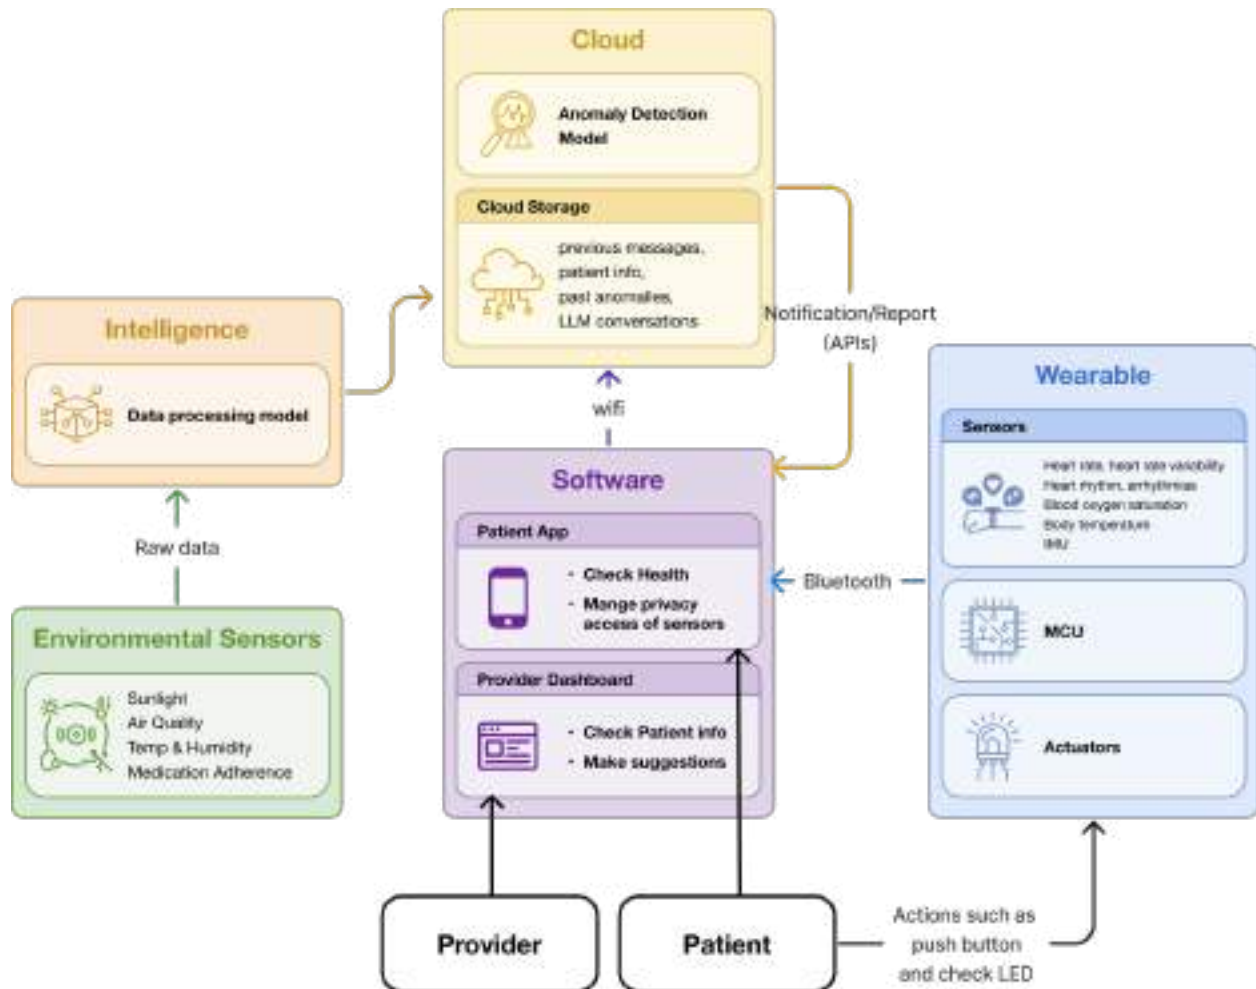 Cloud
Anomaly Detection
Model
Cloud Storage
previous messages,
patient info,
past anomalies,
LLM conversations
Notification/Report
(APIs)
Intelligence
Data processing model
Raw data
Environmental Sensors
Sunlight
Air Quality
Temp & Humidity
Medication Adherence
wifi
Software
Patient App
- Check Health
- Mange privacy
access of sensors
Provider Dashboard
- Check Patient info
- Make suggestions
Bluetooth
Wearable
Sensors
Heart rate, heart rate variability
Heart rhythm, arrhythmias
Blood oxygen saturation
Body temperature
IMU
MCU
Actuators
Provider
Patient
Actions such as
push button
and check LED